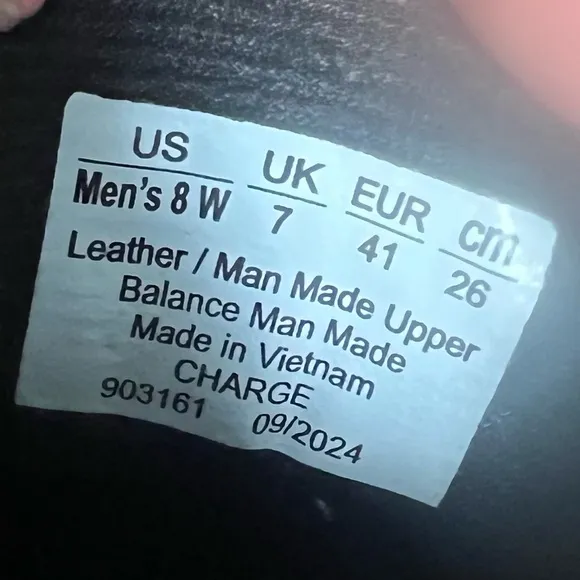 US UK EUR cm
Men's 8 W 7 41 26
Leather / Man Made Upper
Balance Man Made
Made in Vietnam
CHARGE
903161 09/2024